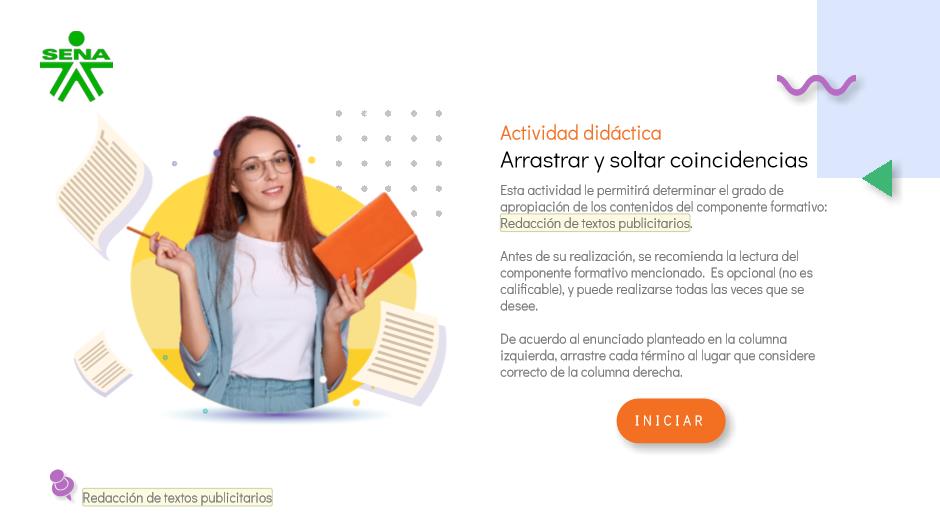 SENA
Actividad didáctica
Arrastrar y soltar coincidencias
Esta actividad le permitirá determinar el grado de
apropiación de los contenidos del componente formativo:
Redacción de textos publicitarios.
Antes de su realización, se recomienda la lectura del
componente formativo mencionado. Es opcional (no es
calificable), y puede realizarse todas las veces que se
desee.
De acuerdo al enunciado planteado en la columna
izquierda, arrastre cada término al lugar que considere
correcto de la columna derecha.
INICIAR
Redacción de textos publicitarios